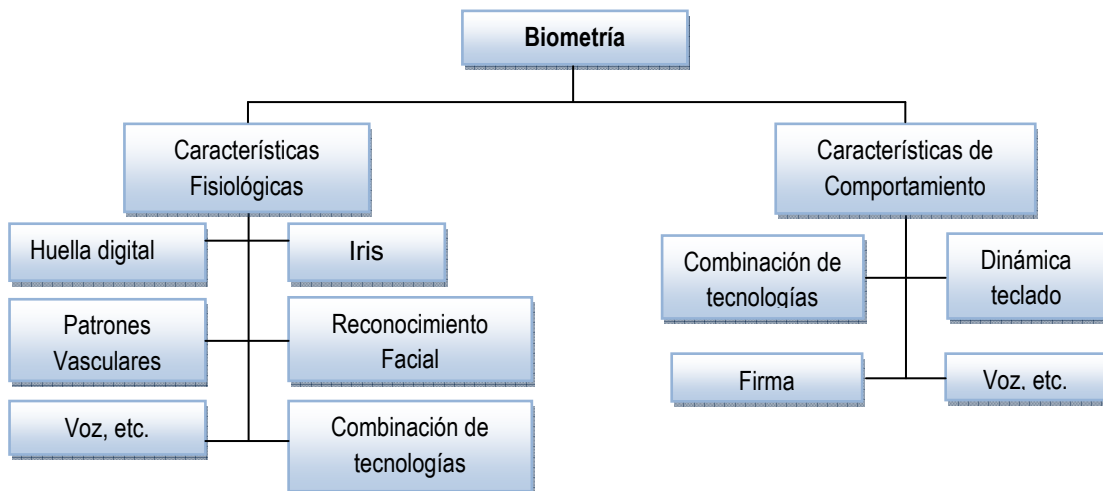 Biometría
Características
Fisiológicas
Características de
Comportamiento
Huella digital
Iris
Combinación de
tecnologías
Dinámica
teclado
Patrones
Vasculares
Reconocimiento
Facial
Firma
Voz, etc.
Voz, etc.
Combinación de
tecnologías